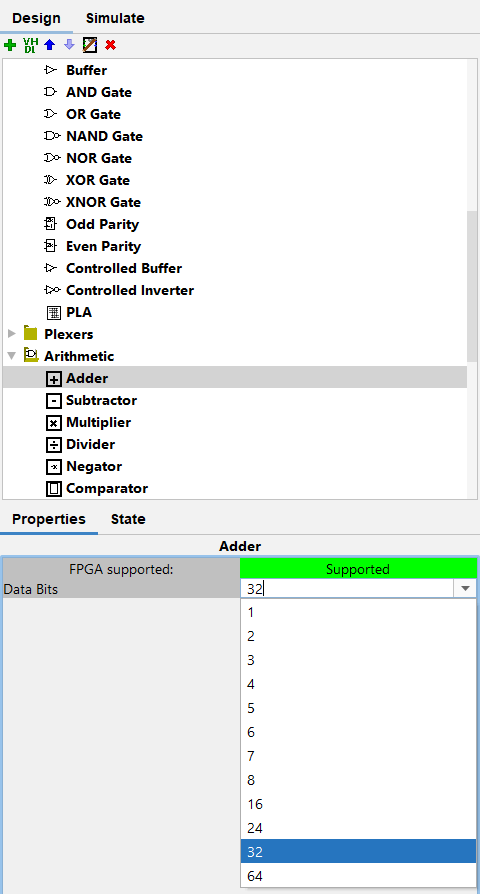 Design Simulate
VH
DL
Buffer
AND Gate
OR Gate
NAND Gate
NOR Gate
XOR Gate
XNOR Gate
Odd Parity
Even Parity
Controlled Buffer
Controlled Inverter
PLA
Plexers
Arithmetic
Adder
Subtractor
Multiplier
Divider
Negator
Comparator
Properties State
Adder
FPGA supported: Supported
Data Bits 32
1
2
3
4
5
6
7
8
16
24
32
64